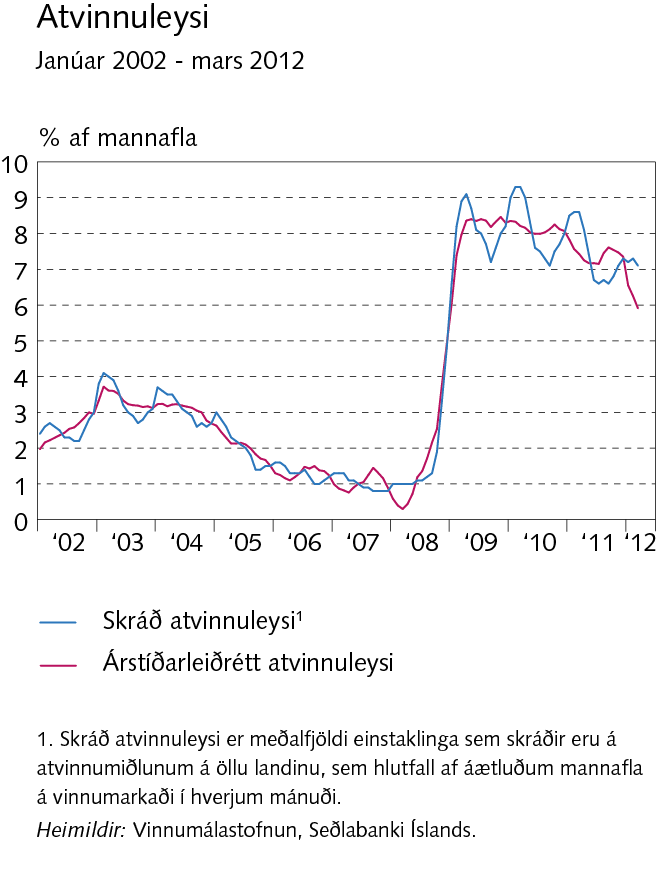 Atvinnuleysi
Janúar 2002 - mars 2012
% af mannafla
10
9
8
7
6
5
4
3
2
1
0
‘02 ‘03 ‘04 ‘05 ‘06 ‘07 ‘08 ‘09 ‘10 ‘11 ‘12
Skráð atvinnuleysi¹
Árstíðarleiðrétt atvinnuleysi
1. Skráð atvinnuleysi er meðalfjöldi einstaklinga sem skráðir eru á
atvinnumiðlunum á öllu landinu, sem hlutfall af áætluðum mannafla
á vinnumarkaði í hverjum mánuði.
Heimildir: Vinnumálastofnun, Seðlabanki Íslands.